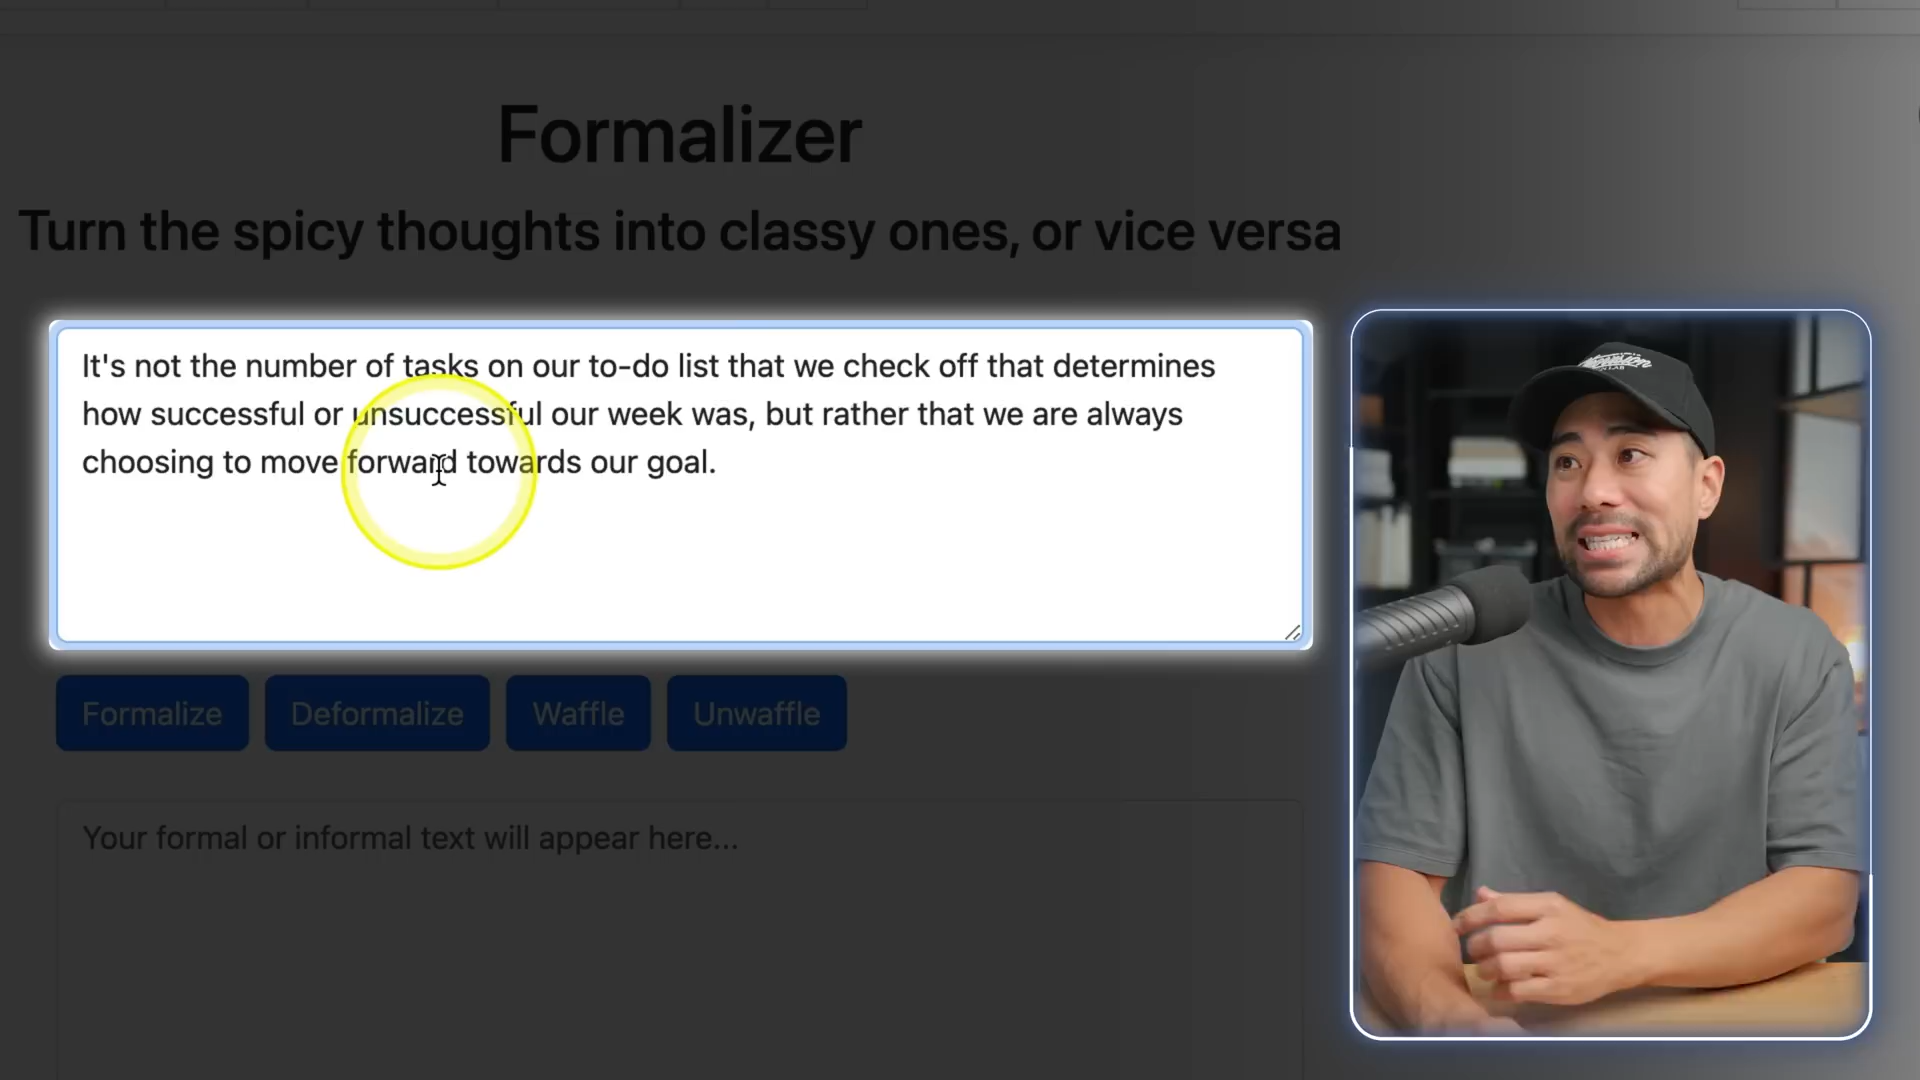 Formalizer
Turn the spicy thoughts into classy ones, or vice versa
It's not the number of tasks on our to-do list that we check off that determines
how successful or unsuccessful our week was, but rather that we are always
choosing to move forward towards our goal.
Formalize
Deformalize
Waffle
Unwaffle
Your formal or informal text will appear here...